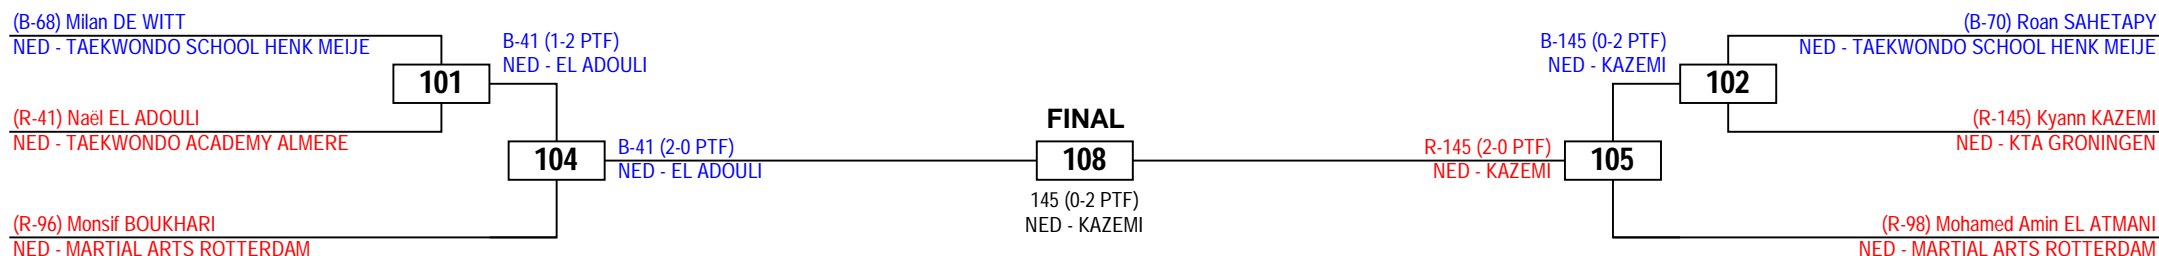 (B-68) Milan DE WITT
NED - TAEKWONDO SCHOOL HENK MEIJE
B-41 (1-2 PTF)
NED - EL ADOULI
101
(R-41) Naël EL ADOULI
NED - TAEKWONDO ACADEMY ALMERE
104
B-41 (2-0 PTF)
NED - EL ADOULI
(R-96) Monsif BOUKHARI
NED - MARTIAL ARTS ROTTERDAM
FINAL
108
145 (0-2 PTF)
NED - KAZEMI
(B-70) Roan SAHETAPY
NED - TAEKWONDO SCHOOL HENK MEIJE
B-145 (0-2 PTF)
NED - KAZEMI
102
(R-145) Kyann KAZEMI
NED - KTA GRONINGEN
R-145 (2-0 PTF)
NED - KAZEMI
105
(R-98) Mohamed Amin EL ATMANI
NED - MARTIAL ARTS ROTTERDAM